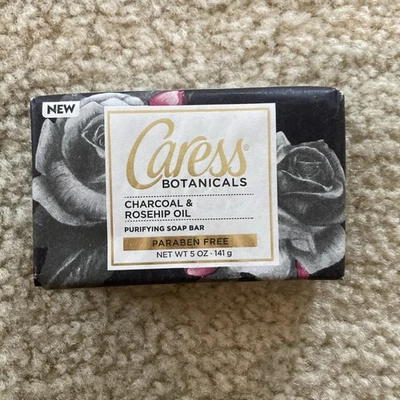 NEW
Caress®
BOTANICALS
CHARCOAL &
ROSEHIP OIL
PURIFYING SOAP BAR
PARABEN FREE
NET WT 5 OZ · 141 g